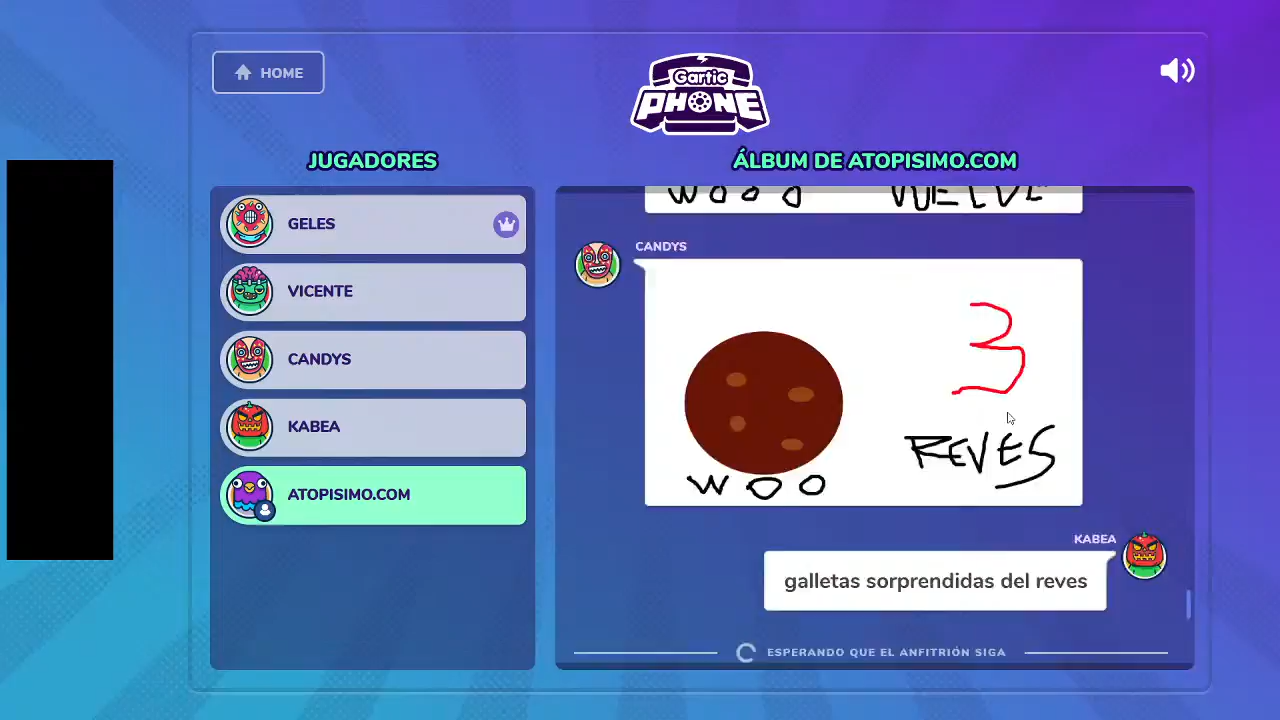 HOME
Gartic
PHONE
JUGADORES
ÁLBUM DE ATOPISIMO.COM
GELES
VICENTE
CANDYS
KABEA
ATOPISIMO.COM
CANDYS
3
REVES
WOO
KABEA
galletas sorprendidas del reves
ESPERANDO QUE EL ANFITRIÓN SIGA